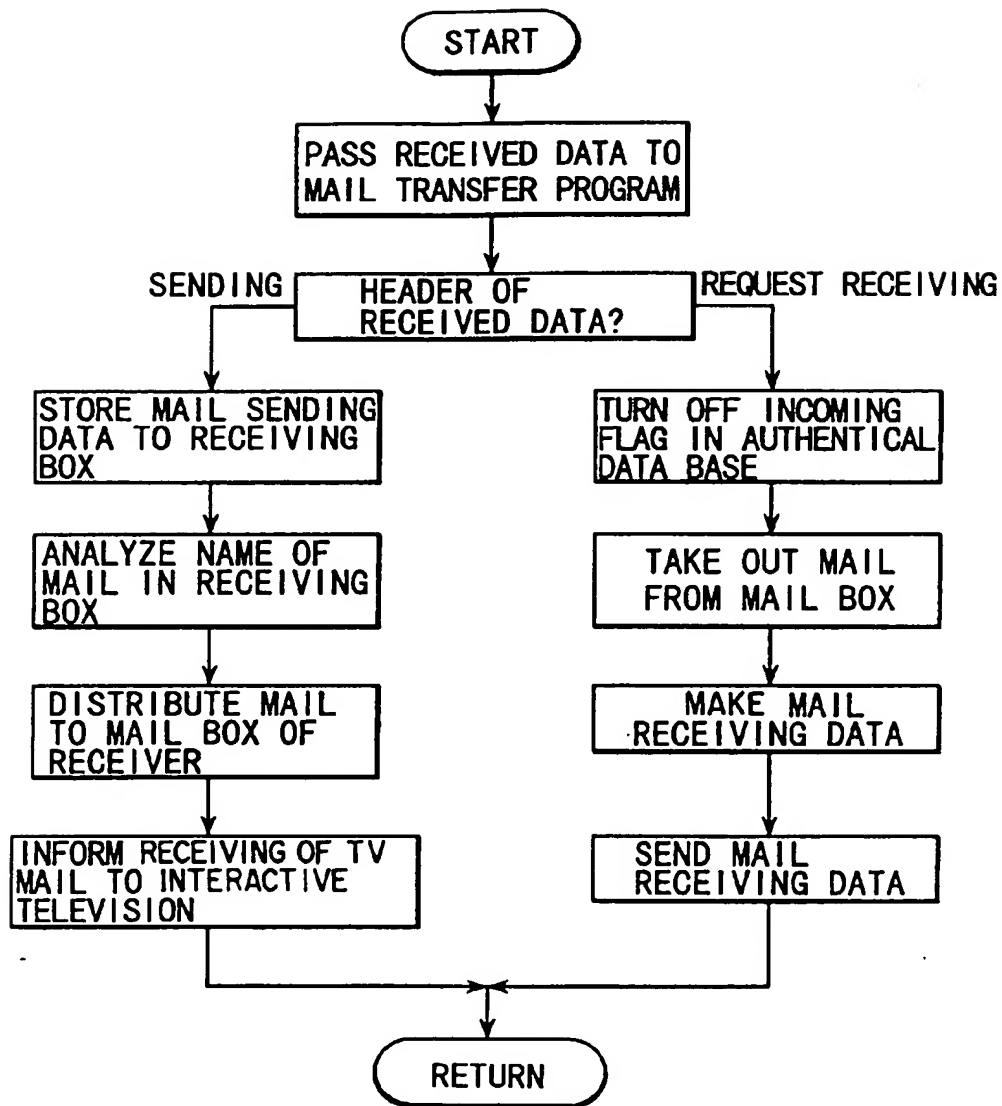 START
PASS RECEIVED DATA TO
MAIL TRANSFER PROGRAM
SENDING
HEADER OF
RECEIVED DATA?
REQUEST RECEIVING
STORE MAIL SENDING
DATA TO RECEIVING
BOX
ANALYZE NAME OF
MAIL IN RECEIVING
BOX
DISTRIBUTE MAIL
TO MAIL BOX OF
RECEIVER
INFORM RECEIVING OF TV
MAIL TO INTERACTIVE
TELEVISION
TURN OFF INCOMING
FLAG IN AUTHENTICAL
DATA BASE
TAKE OUT MAIL
FROM MAIL BOX
MAKE MAIL
RECEIVING DATA
SEND MAIL
RECEIVING DATA
RETURN